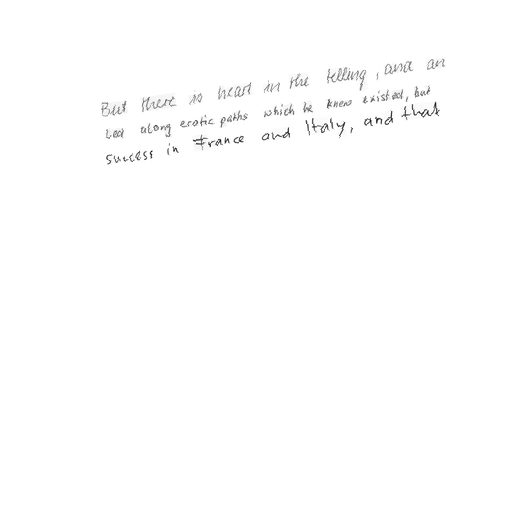 But there is heart in the telling, and an
led along erotic paths which he knew existed, but
success in France and Italy, and that